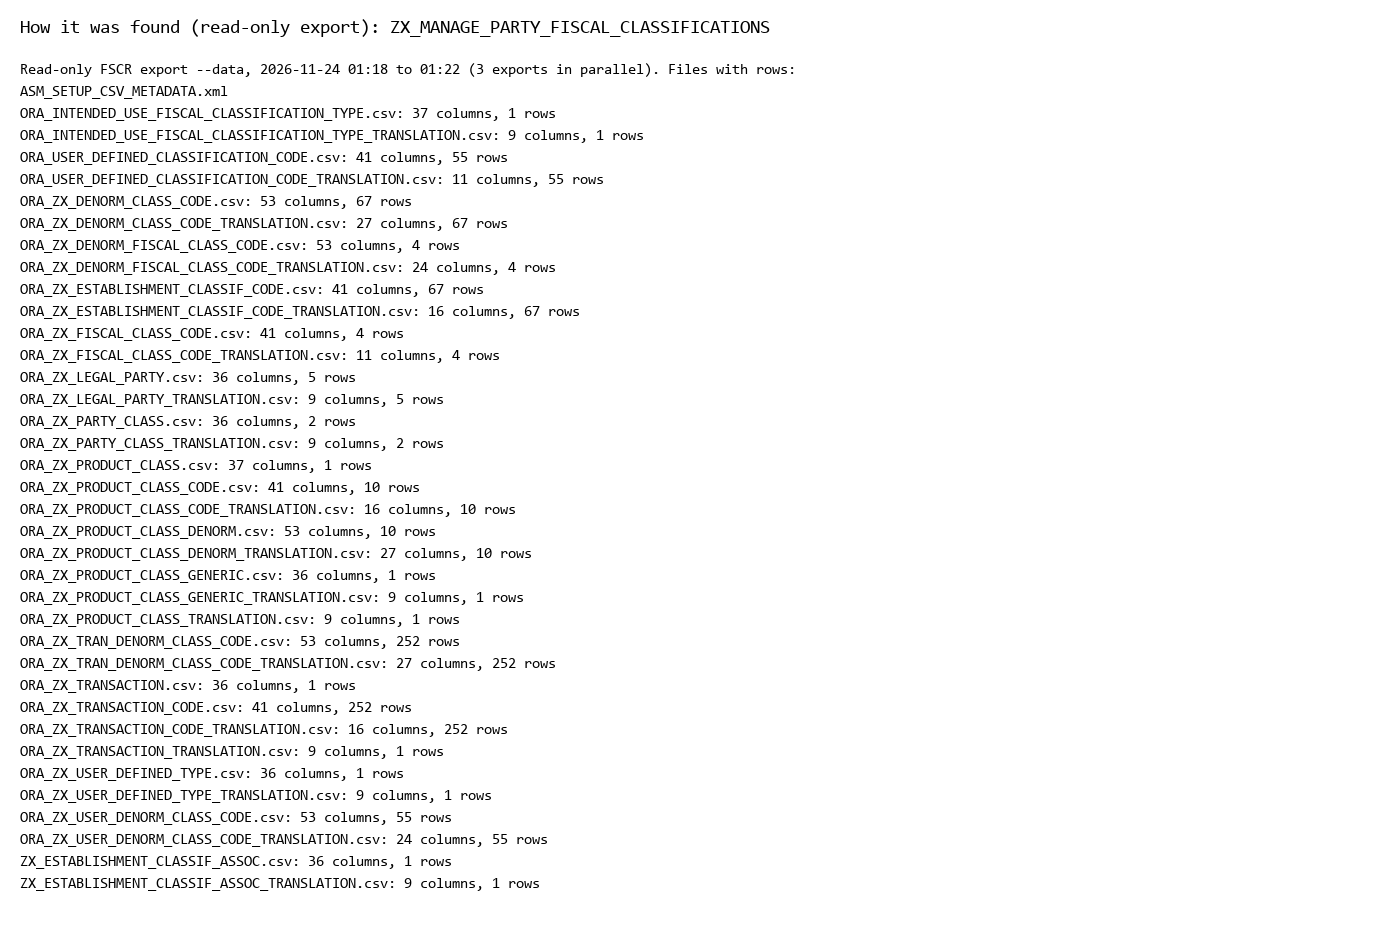 How it was found (read-only export): ZX_MANAGE_PARTY_FISCAL_CLASSIFICATIONS
Read-only FSCR export --data, 2026-11-24 01:18 to 01:22 (3 exports in parallel). Files with rows:
ASM_SETUP_CSV_METADATA.xml
ORA_INTENDED_USE_FISCAL_CLASSIFICATION_TYPE.csv: 37 columns, 1 rows
ORA_INTENDED_USE_FISCAL_CLASSIFICATION_TYPE_TRANSLATION.csv: 9 columns, 1 rows
ORA_USER_DEFINED_CLASSIFICATION_CODE.csv: 41 columns, 55 rows
ORA_USER_DEFINED_CLASSIFICATION_CODE_TRANSLATION.csv: 11 columns, 55 rows
ORA_ZX_DENORM_CLASS_CODE.csv: 53 columns, 67 rows
ORA_ZX_DENORM_CLASS_CODE_TRANSLATION.csv: 27 columns, 67 rows
ORA_ZX_DENORM_FISCAL_CLASS_CODE.csv: 53 columns, 4 rows
ORA_ZX_DENORM_FISCAL_CLASS_CODE_TRANSLATION.csv: 24 columns, 4 rows
ORA_ZX_ESTABLISHMENT_CLASSIF_CODE.csv: 41 columns, 67 rows
ORA_ZX_ESTABLISHMENT_CLASSIF_CODE_TRANSLATION.csv: 16 columns, 67 rows
ORA_ZX_FISCAL_CLASS_CODE.csv: 41 columns, 4 rows
ORA_ZX_FISCAL_CLASS_CODE_TRANSLATION.csv: 11 columns, 4 rows
ORA_ZX_LEGAL_PARTY.csv: 36 columns, 5 rows
ORA_ZX_LEGAL_PARTY_TRANSLATION.csv: 9 columns, 5 rows
ORA_ZX_PARTY_CLASS.csv: 36 columns, 2 rows
ORA_ZX_PARTY_CLASS_TRANSLATION.csv: 9 columns, 2 rows
ORA_ZX_PRODUCT_CLASS.csv: 37 columns, 1 rows
ORA_ZX_PRODUCT_CLASS_CODE.csv: 41 columns, 10 rows
ORA_ZX_PRODUCT_CLASS_CODE_TRANSLATION.csv: 16 columns, 10 rows
ORA_ZX_PRODUCT_CLASS_DENORM.csv: 53 columns, 10 rows
ORA_ZX_PRODUCT_CLASS_DENORM_TRANSLATION.csv: 27 columns, 10 rows
ORA_ZX_PRODUCT_CLASS_GENERIC.csv: 36 columns, 1 rows
ORA_ZX_PRODUCT_CLASS_GENERIC_TRANSLATION.csv: 9 columns, 1 rows
ORA_ZX_PRODUCT_CLASS_TRANSLATION.csv: 9 columns, 1 rows
ORA_ZX_TRAN_DENORM_CLASS_CODE.csv: 53 columns, 252 rows
ORA_ZX_TRAN_DENORM_CLASS_CODE_TRANSLATION.csv: 27 columns, 252 rows
ORA_ZX_TRANSACTION.csv: 36 columns, 1 rows
ORA_ZX_TRANSACTION_CODE.csv: 41 columns, 252 rows
ORA_ZX_TRANSACTION_CODE_TRANSLATION.csv: 16 columns, 252 rows
ORA_ZX_TRANSACTION_TRANSLATION.csv: 9 columns, 1 rows
ORA_ZX_USER_DEFINED_TYPE.csv: 36 columns, 1 rows
ORA_ZX_USER_DEFINED_TYPE_TRANSLATION.csv: 9 columns, 1 rows
ORA_ZX_USER_DENORM_CLASS_CODE.csv: 53 columns, 55 rows
ORA_ZX_USER_DENORM_CLASS_CODE_TRANSLATION.csv: 24 columns, 55 rows
ZX_ESTABLISHMENT_CLASSIF_ASSOC.csv: 36 columns, 1 rows
ZX_ESTABLISHMENT_CLASSIF_ASSOC_TRANSLATION.csv: 9 columns, 1 rows